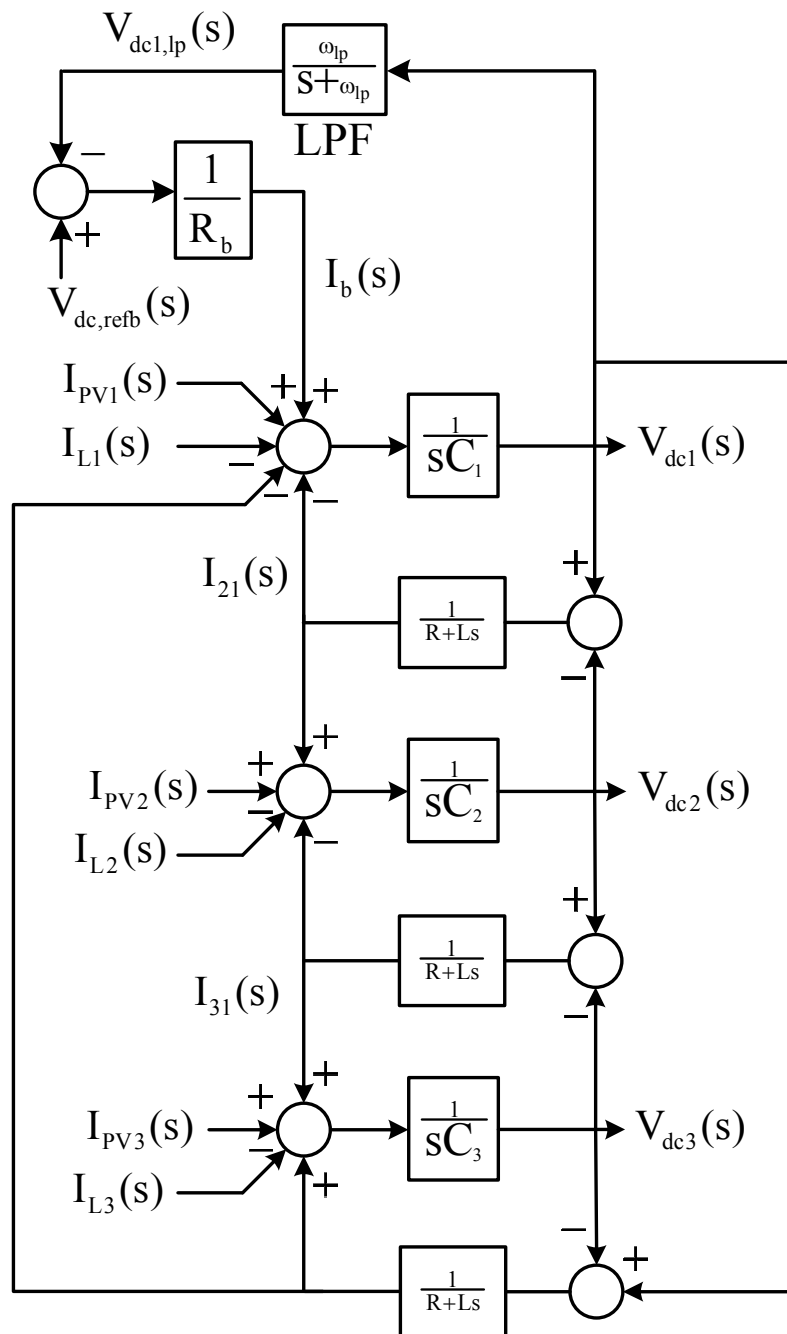 V_dc1,lp(s)
ω_lp / s+ω_lp
LPF
−
1 / R_b
+
I_b(s)
V_dc,refb(s)
I_PV1(s)
+ +
I_L1(s)
−
1 / sC_1
V_dc1(s)
− −
+
I_21(s)
1 / R+Ls
−
+
I_PV2(s)
+
1 / sC_2
V_dc2(s)
−
I_L2(s)
−
+
1 / R+Ls
I_31(s)
−
+
+
I_PV3(s)
−
1 / sC_3
V_dc3(s)
I_L3(s)
+
−
+
1 / R+Ls